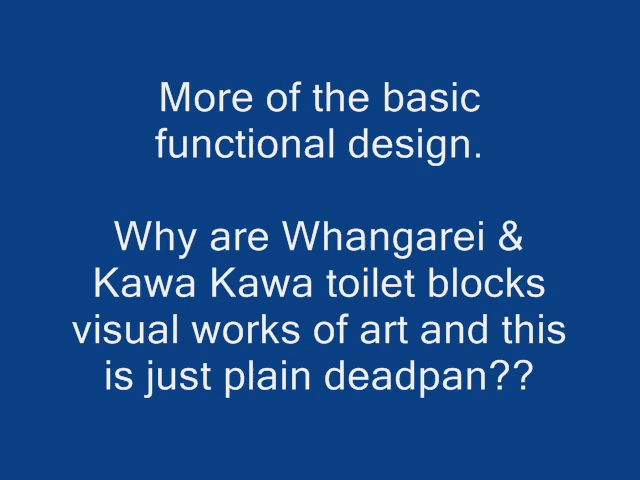 More of the basic
functional design.
Why are Whangarei &
Kawa Kawa toilet blocks
visual works of art and this
is just plain deadpan??